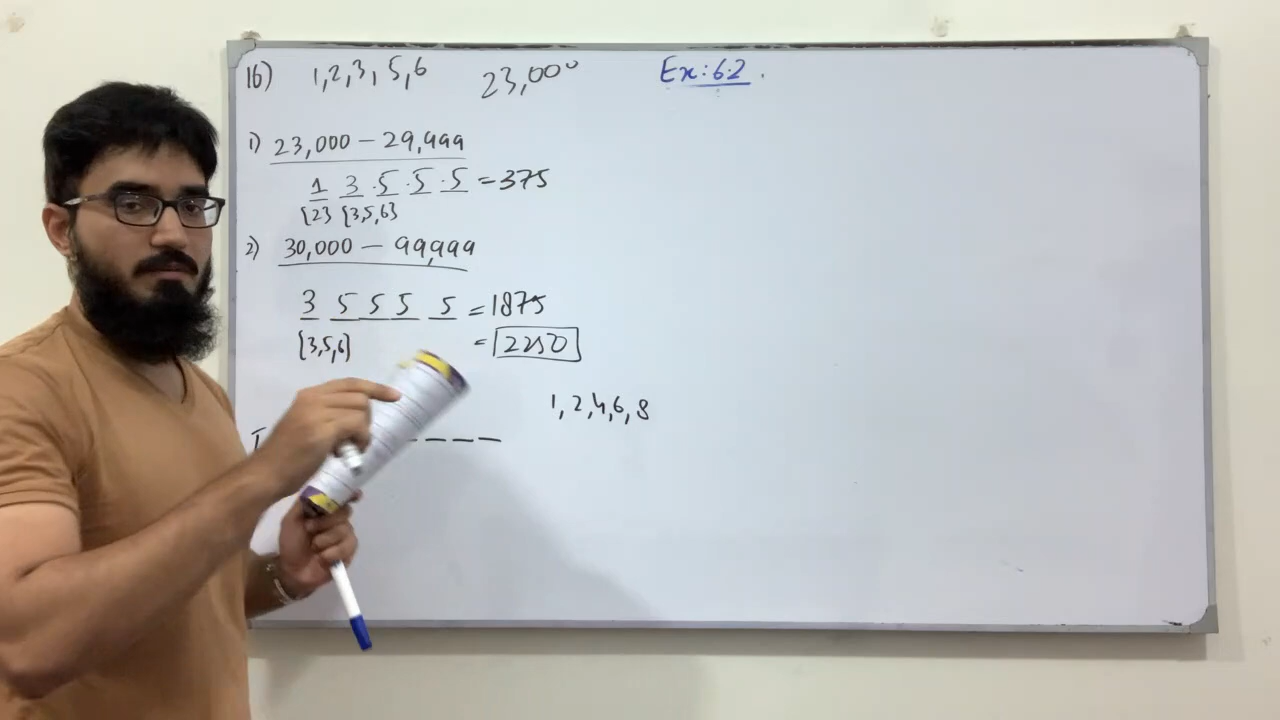 16) 1,2,3,5,6 23,000 Ex:6.2.
1) 23,000 – 29,999
1 3.5.5.5 = 375
{2} {3,5,6}
2) 30,000 – 99,999
3 5 5 5 5 = 1875
{3,5,6} = 2250
1, 2,4,6,8